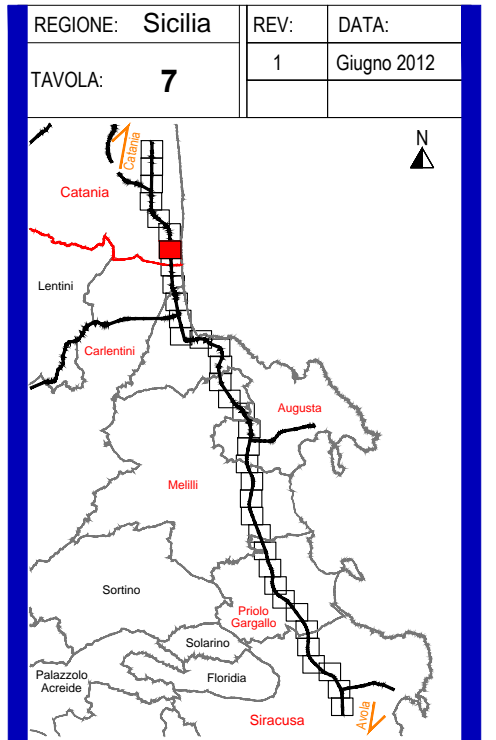 REGIONE: Sicilia
REV:
DATA:
TAVOLA: 7
1
Giugno 2012
Catania
N
Catania
Lentini
Carlentini
Augusta
Melilli
Sortino
Priolo
Gargallo
Solarino
Palazzolo
Acreide
Floridia
Siracusa
Avola